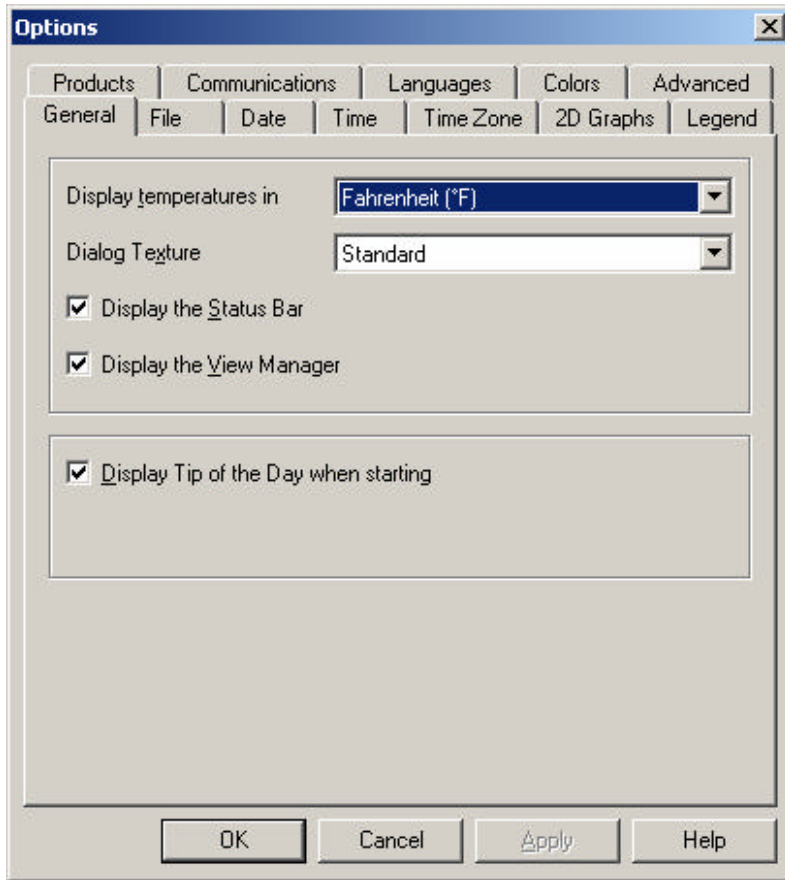 Options
Products Communications Languages Colors Advanced
General File Date Time Time Zone 2D Graphs Legend
Display temperatures in Fahrenheit (°F)
Dialog Texture Standard
Display the Status Bar
Display the View Manager
Display Tip of the Day when starting
OK Cancel Apply Help